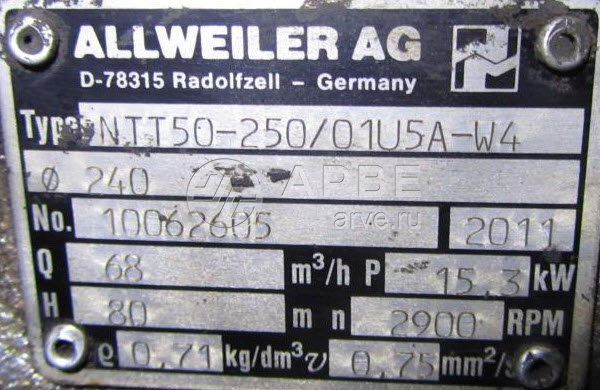 ALLWEILER AG
D-78315 Radolfzell – Germany
Type NTT50-250/01U5A-W4
ø 240
АРВЕ
arve.ru
No. 10062605 2011
Q 68 m³/h P 15.3 kW
H 80 m n 2900 RPM
ϱ 0,71 kg/dm³ ν 0,75 mm²/s